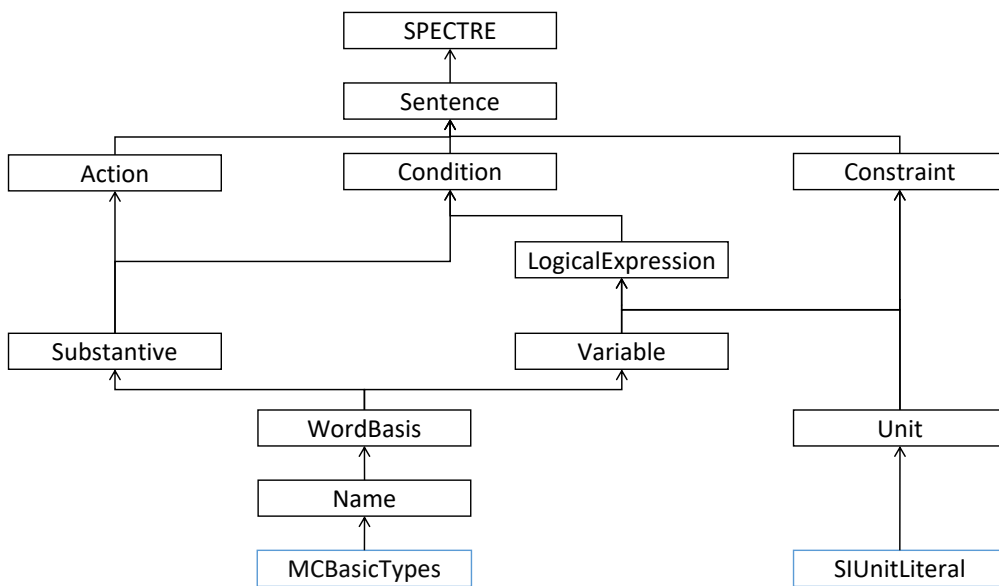 SPECTRE
Sentence
Action
Condition
Constraint
LogicalExpression
Substantive
Variable
WordBasis
Unit
Name
MCBasicTypes
SIUnitLiteral